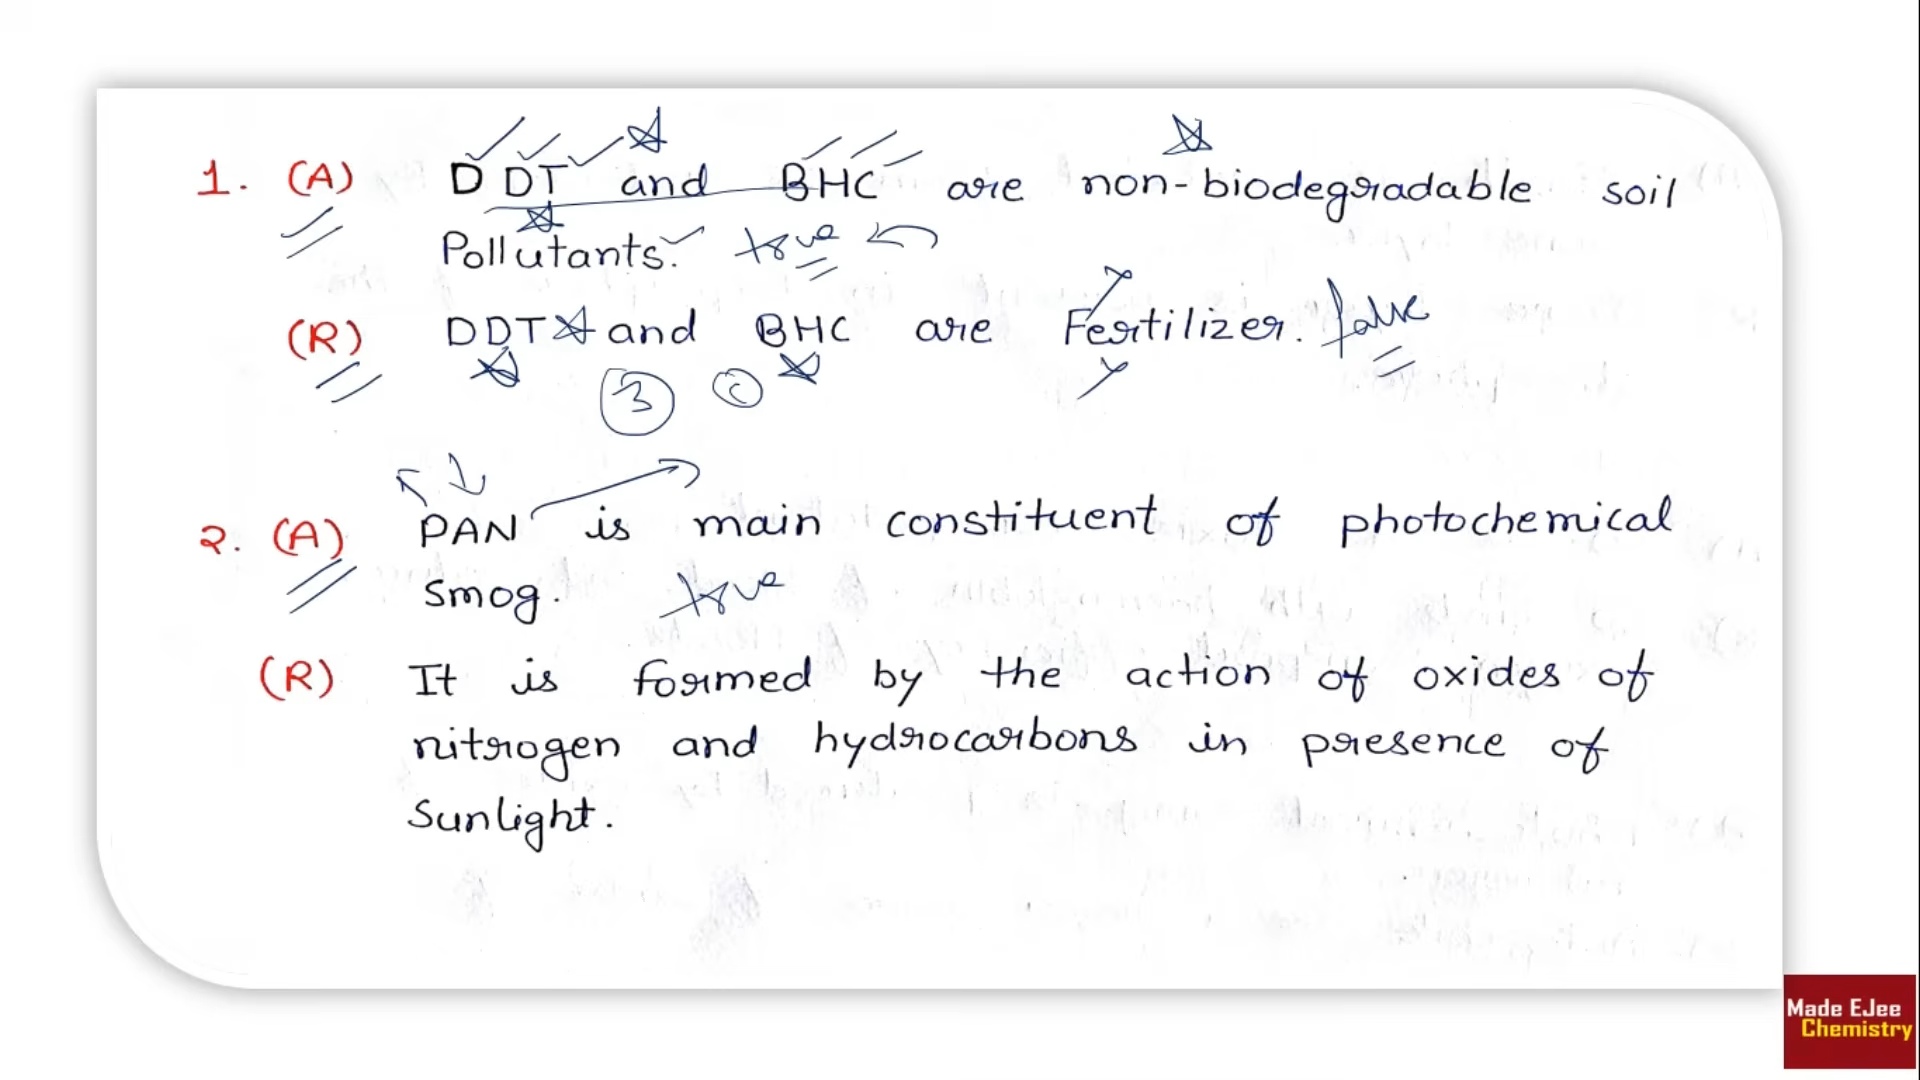 1. (A) DDT and BHC are non-biodegradable soil
Pollutants. true
(R) DDT and BHC are Fertilizer. false
3 C
2. (A) PAN is main constituent of photochemical
Smog. true
(R) It is formed by the action of oxides of
nitrogen and hydrocarbons in presence of
Sunlight.
Made EJee
Chemistry